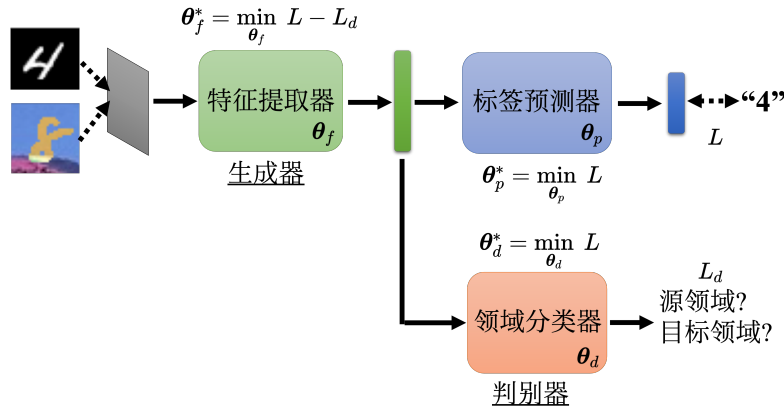 θ*_f = min_{θ_f} L − L_d
特征提取器
θ_f
生成器
标签预测器
θ_p
“4”
L
θ*_p = min_{θ_p} L
θ*_d = min_{θ_d} L
领域分类器
θ_d
判别器
L_d
源领域?
目标领域?